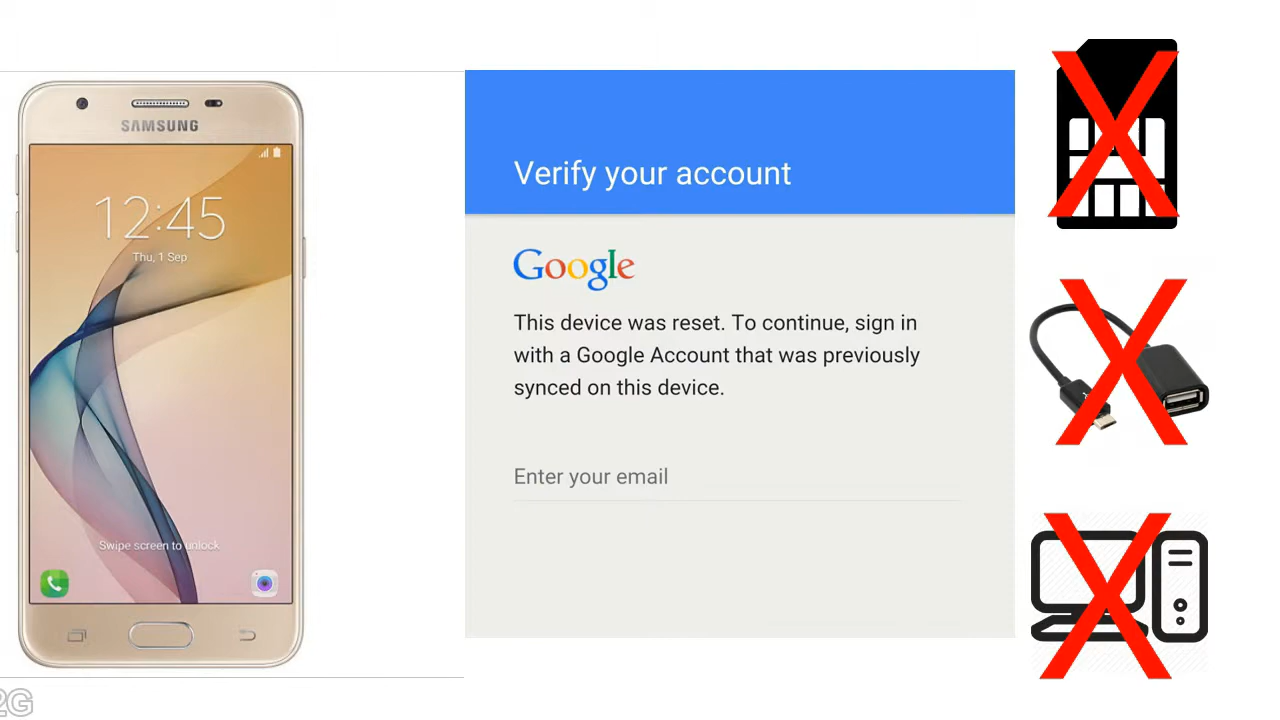 SAMSUNG
12:45
Thu, 1 Sep
Swipe screen to unlock
Verify your account
Google
This device was reset. To continue, sign in
with a Google Account that was previously
synced on this device.
Enter your email
2G